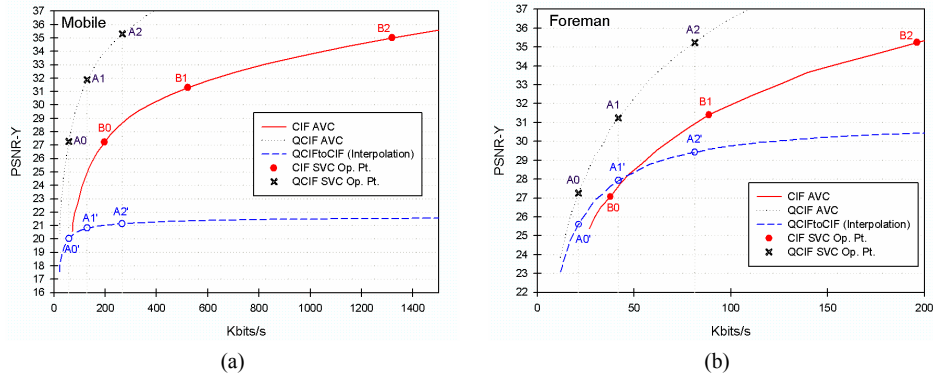 Mobile
PSNR-Y
37
36
35
34
33
32
31
30
29
28
27
26
25
24
23
22
21
20
19
18
17
16
0 200 400 600 800 1000 1200 1400
Kbits/s
A2
A1
A0
B2
B1
B0
A0'
A1'
A2'
CIF AVC
QCIF AVC
QCIFtoCIF (Interpolation)
CIF SVC Op. Pt.
QCIF SVC Op. Pt.
(a)
Foreman
PSNR-Y
37
36
35
34
33
32
31
30
29
28
27
26
25
24
23
22
0 50 100 150 200
Kbits/s
A2
A1
A0
B2
B1
B0
A2'
A1'
A0'
CIF AVC
QCIF AVC
QCIFtoCIF (Interpolation)
CIF SVC Op. Pt.
QCIF SVC Op. Pt.
(b)